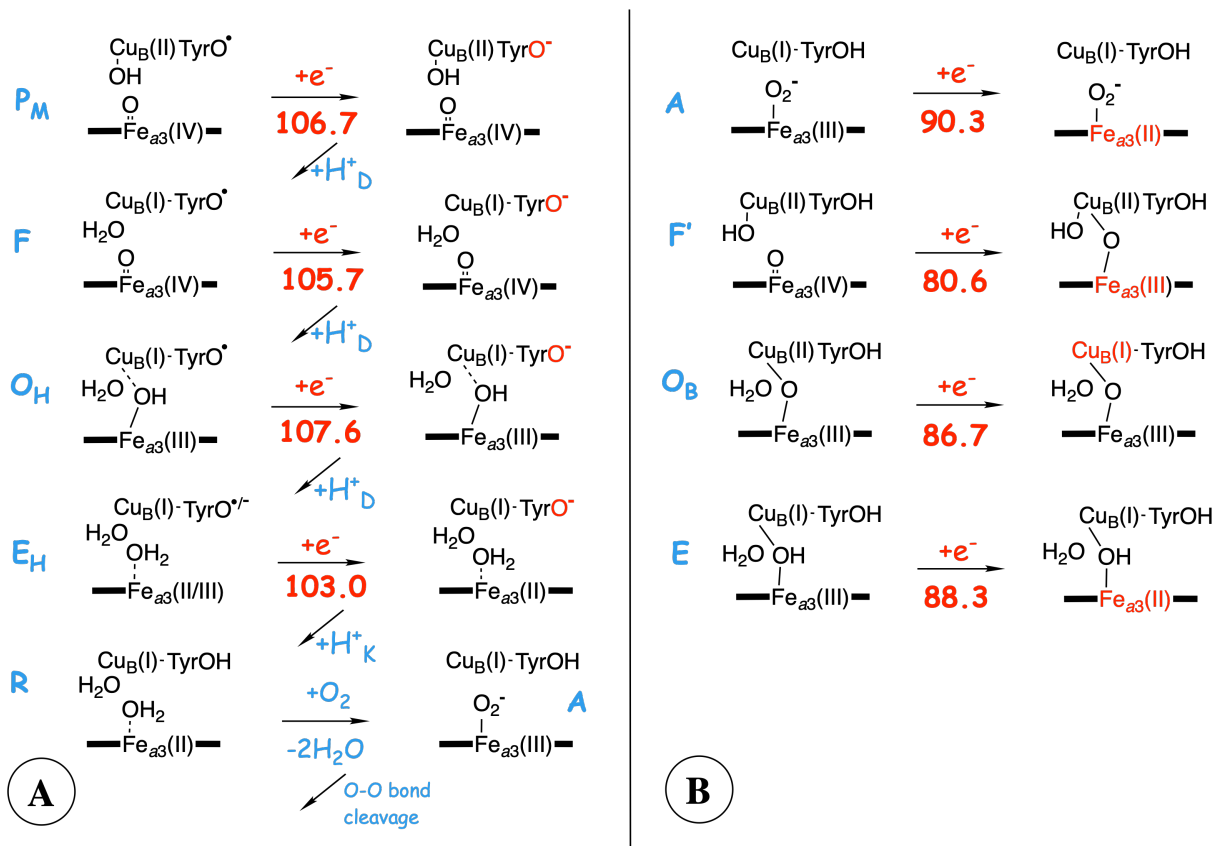 Cu_B(II) TyrO• Cu_B(II) TyrO⁻
OH +e⁻ OH
P_M O O
106.7
Fe_a3(IV) Fe_a3(IV)
+H⁺_D
Cu_B(I)-TyrO• Cu_B(I)-TyrO⁻
F H₂O +e⁻ H₂O
O O
105.7
Fe_a3(IV) Fe_a3(IV)
+H⁺_D
Cu_B(I)-TyrO• Cu_B(I)-TyrO⁻
O_H H₂O OH +e⁻ H₂O OH
107.6
Fe_a3(III) Fe_a3(III)
+H⁺_D
Cu_B(I)-TyrO•/- Cu_B(I)-TyrO⁻
H₂O H₂O
E_H OH₂ +e⁻ OH₂
103.0
Fe_a3(II/III) Fe_a3(II)
+H⁺_K
Cu_B(I)-TyrOH Cu_B(I)-TyrOH
R H₂O +O₂
OH₂ O₂⁻ A
Fe_a3(II) -2H₂O Fe_a3(III)
O-O bond
cleavage
A
Cu_B(I)-TyrOH Cu_B(I)-TyrOH
A O₂⁻ +e⁻ O₂⁻
90.3
Fe_a3(III) Fe_a3(II)
Cu_B(II) TyrOH Cu_B(II) TyrOH
F' HO +e⁻ HO O
O
80.6
Fe_a3(IV) Fe_a3(III)
Cu_B(II) TyrOH Cu_B(I)-TyrOH
O_B H₂O O +e⁻ H₂O O
86.7
Fe_a3(III) Fe_a3(III)
Cu_B(I)-TyrOH Cu_B(I)-TyrOH
E H₂O OH +e⁻ H₂O OH
88.3
Fe_a3(III) Fe_a3(II)
B